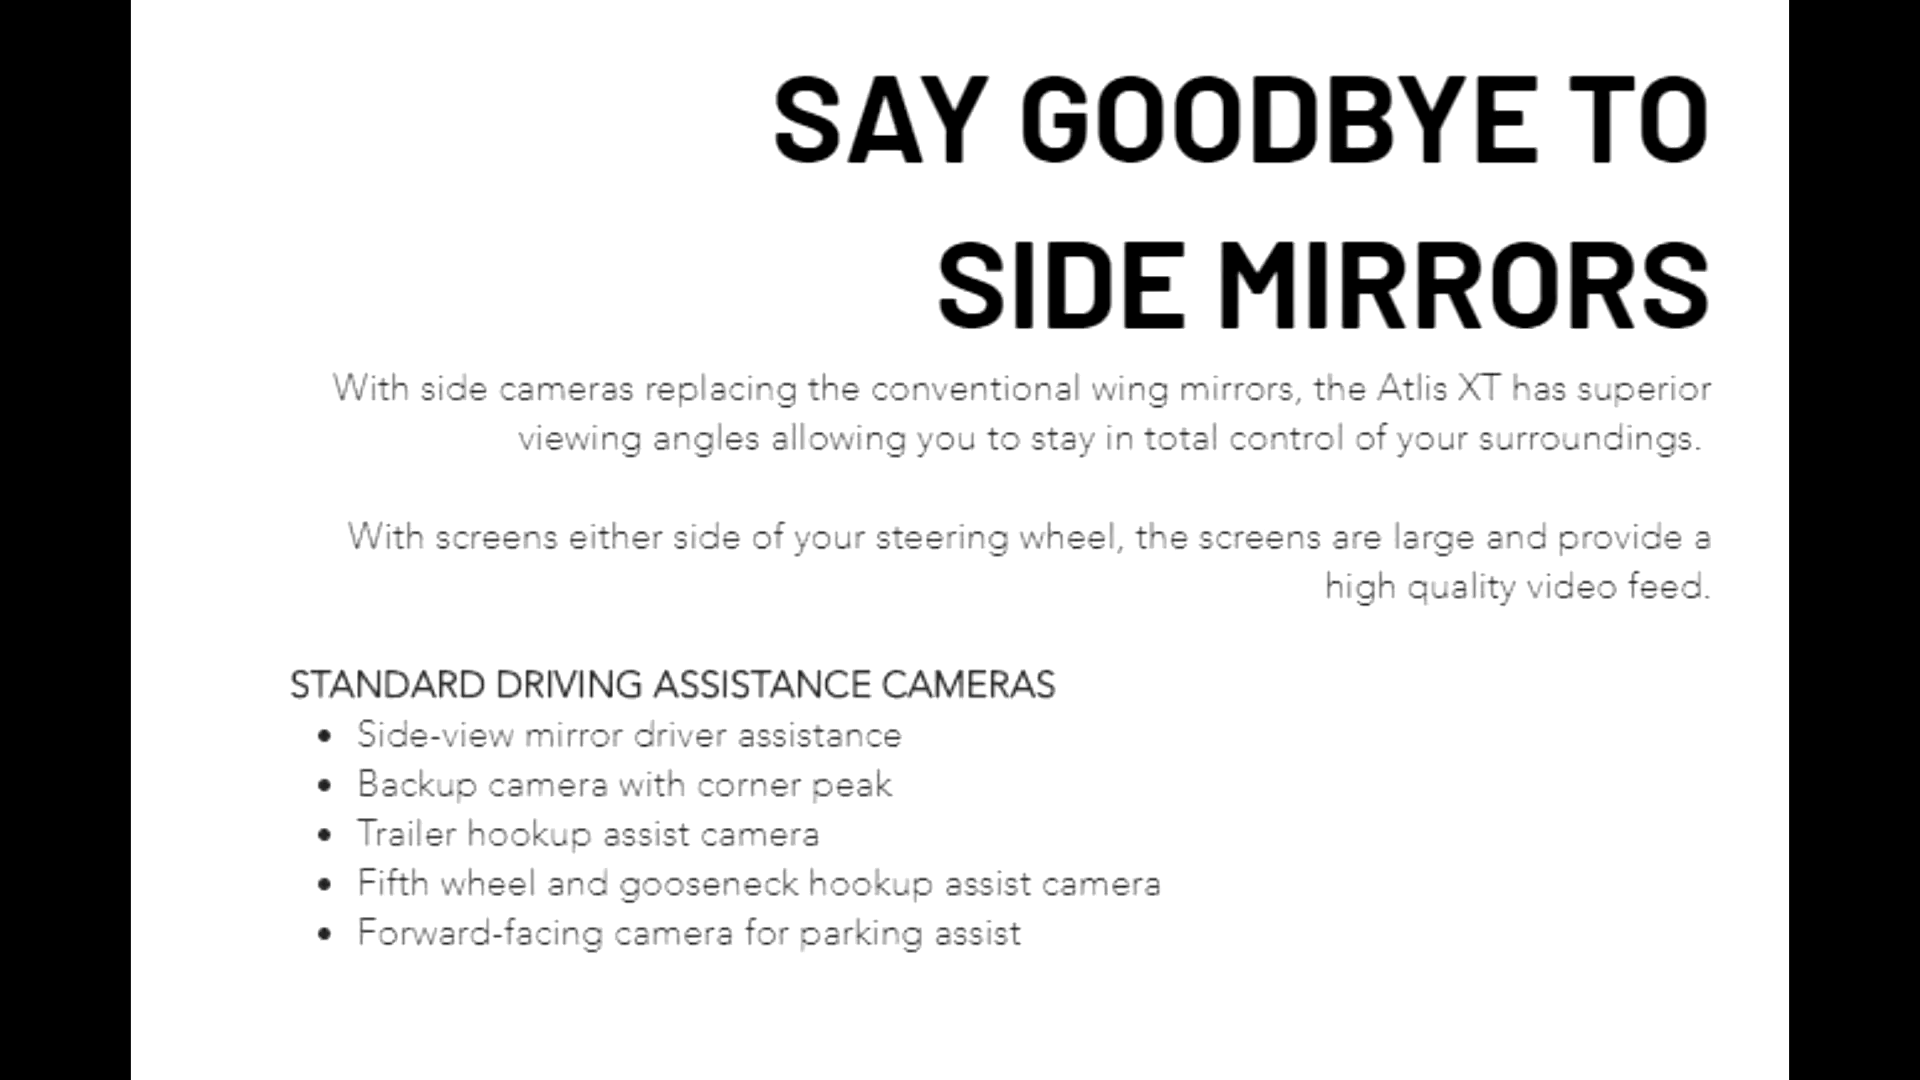 SAY GOODBYE TO
SIDE MIRRORS
With side cameras replacing the conventional wing mirrors, the Atlis XT has superior
viewing angles allowing you to stay in total control of your surroundings.
With screens either side of your steering wheel, the screens are large and provide a
high quality video feed.
STANDARD DRIVING ASSISTANCE CAMERAS
• Side-view mirror driver assistance
• Backup camera with corner peak
• Trailer hookup assist camera
• Fifth wheel and gooseneck hookup assist camera
• Forward-facing camera for parking assist